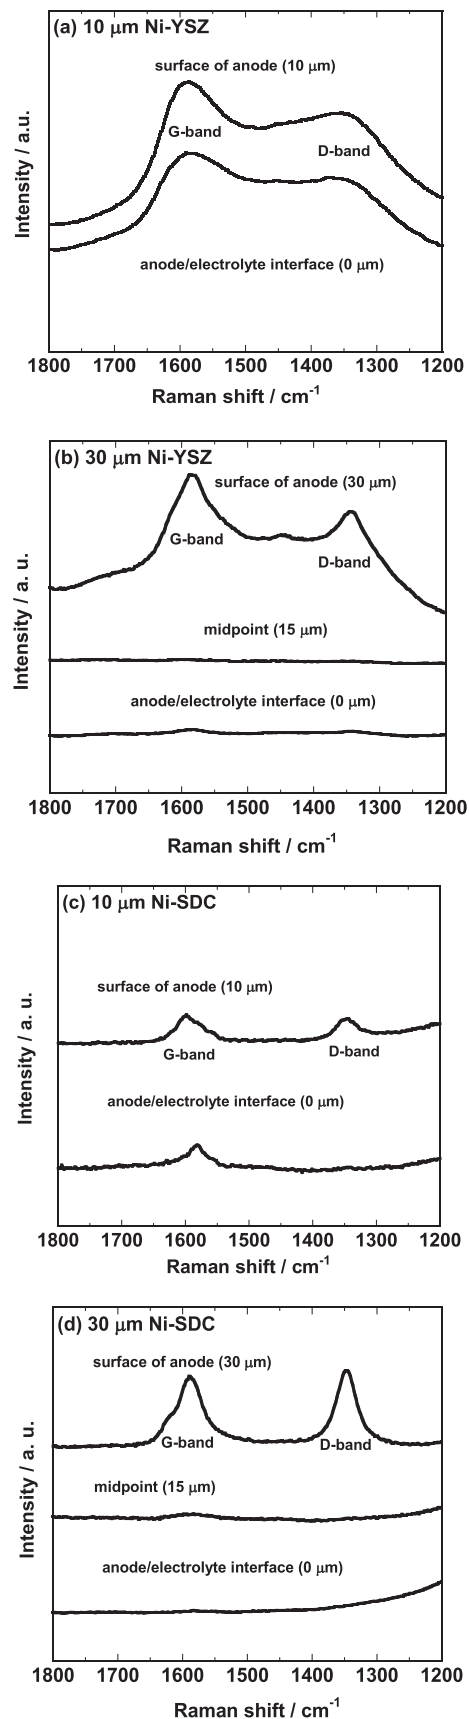 (a) 10 μm Ni-YSZ
surface of anode (10 μm)
G-band
D-band
anode/electrolyte interface (0 μm)
Intensity / a.u.
1800 1700 1600 1500 1400 1300 1200
Raman shift / cm-1
(b) 30 μm Ni-YSZ
surface of anode (30 μm)
G-band
D-band
midpoint (15 μm)
anode/electrolyte interface (0 μm)
Intensity / a. u.
1800 1700 1600 1500 1400 1300 1200
Raman shift / cm-1
(c) 10 μm Ni-SDC
surface of anode (10 μm)
G-band
D-band
anode/electrolyte interface (0 μm)
Intensity / a. u.
1800 1700 1600 1500 1400 1300 1200
Raman shift / cm-1
(d) 30 μm Ni-SDC
surface of anode (30 μm)
G-band
D-band
midpoint (15 μm)
anode/electrolyte interface (0 μm)
Intensity / a. u.
1800 1700 1600 1500 1400 1300 1200
Raman shift / cm-1